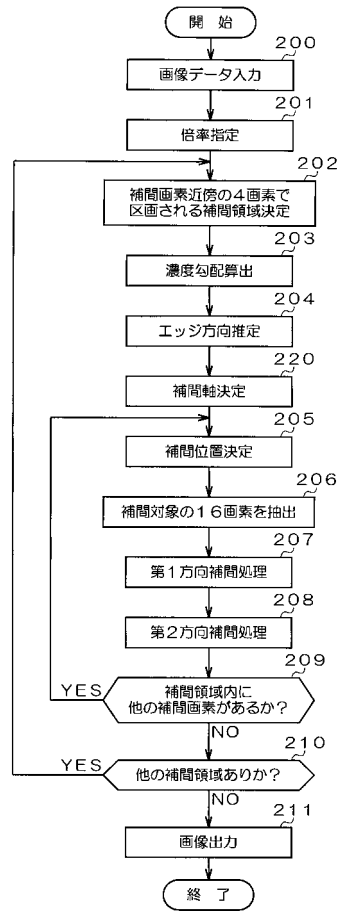 開 始
200
画像データ入力
201
倍率指定
202
補間画素近傍の4画素で
区画される補間領域決定
203
濃度勾配算出
204
エッジ方向推定
220
補間軸決定
205
補間位置決定
206
補間対象の16画素を抽出
207
第1方向補間処理
208
第2方向補間処理
209
補間領域内に
他の補間画素があるか?
YES
NO
210
他の補間領域ありか?
YES
NO
211
画像出力
終 了